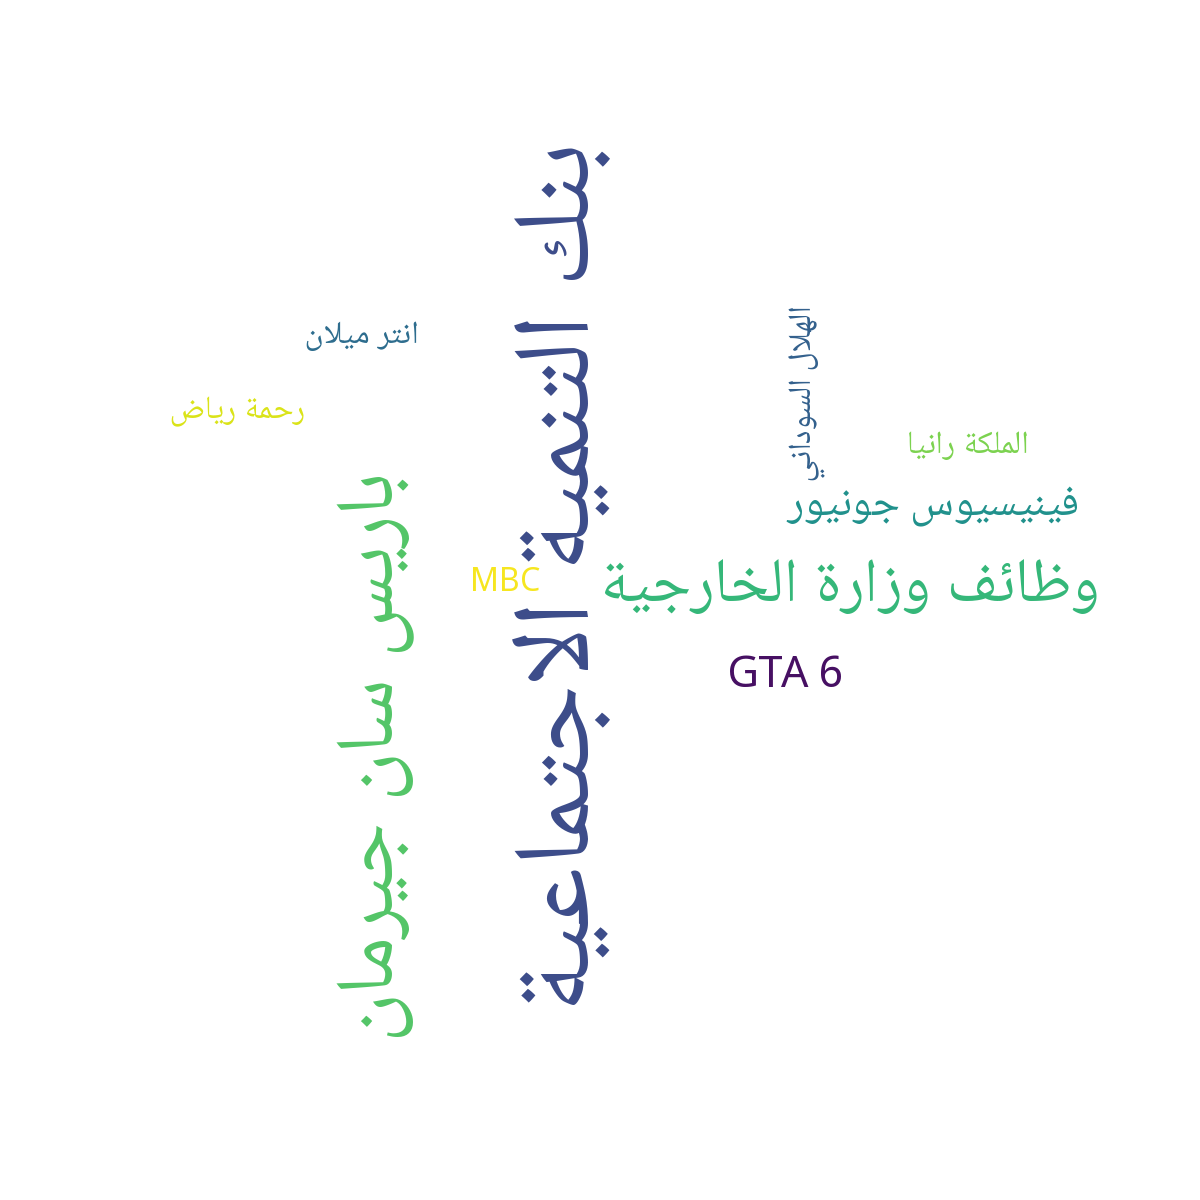 بنك التنمية الاجتماعية
باريس سان جيرمان
وظائف وزارة الخارجية
فينيسيوس جونيور
GTA 6
MBC
الهلال السوداني
انتر ميلان
الملكة رانيا
رحمة رياض